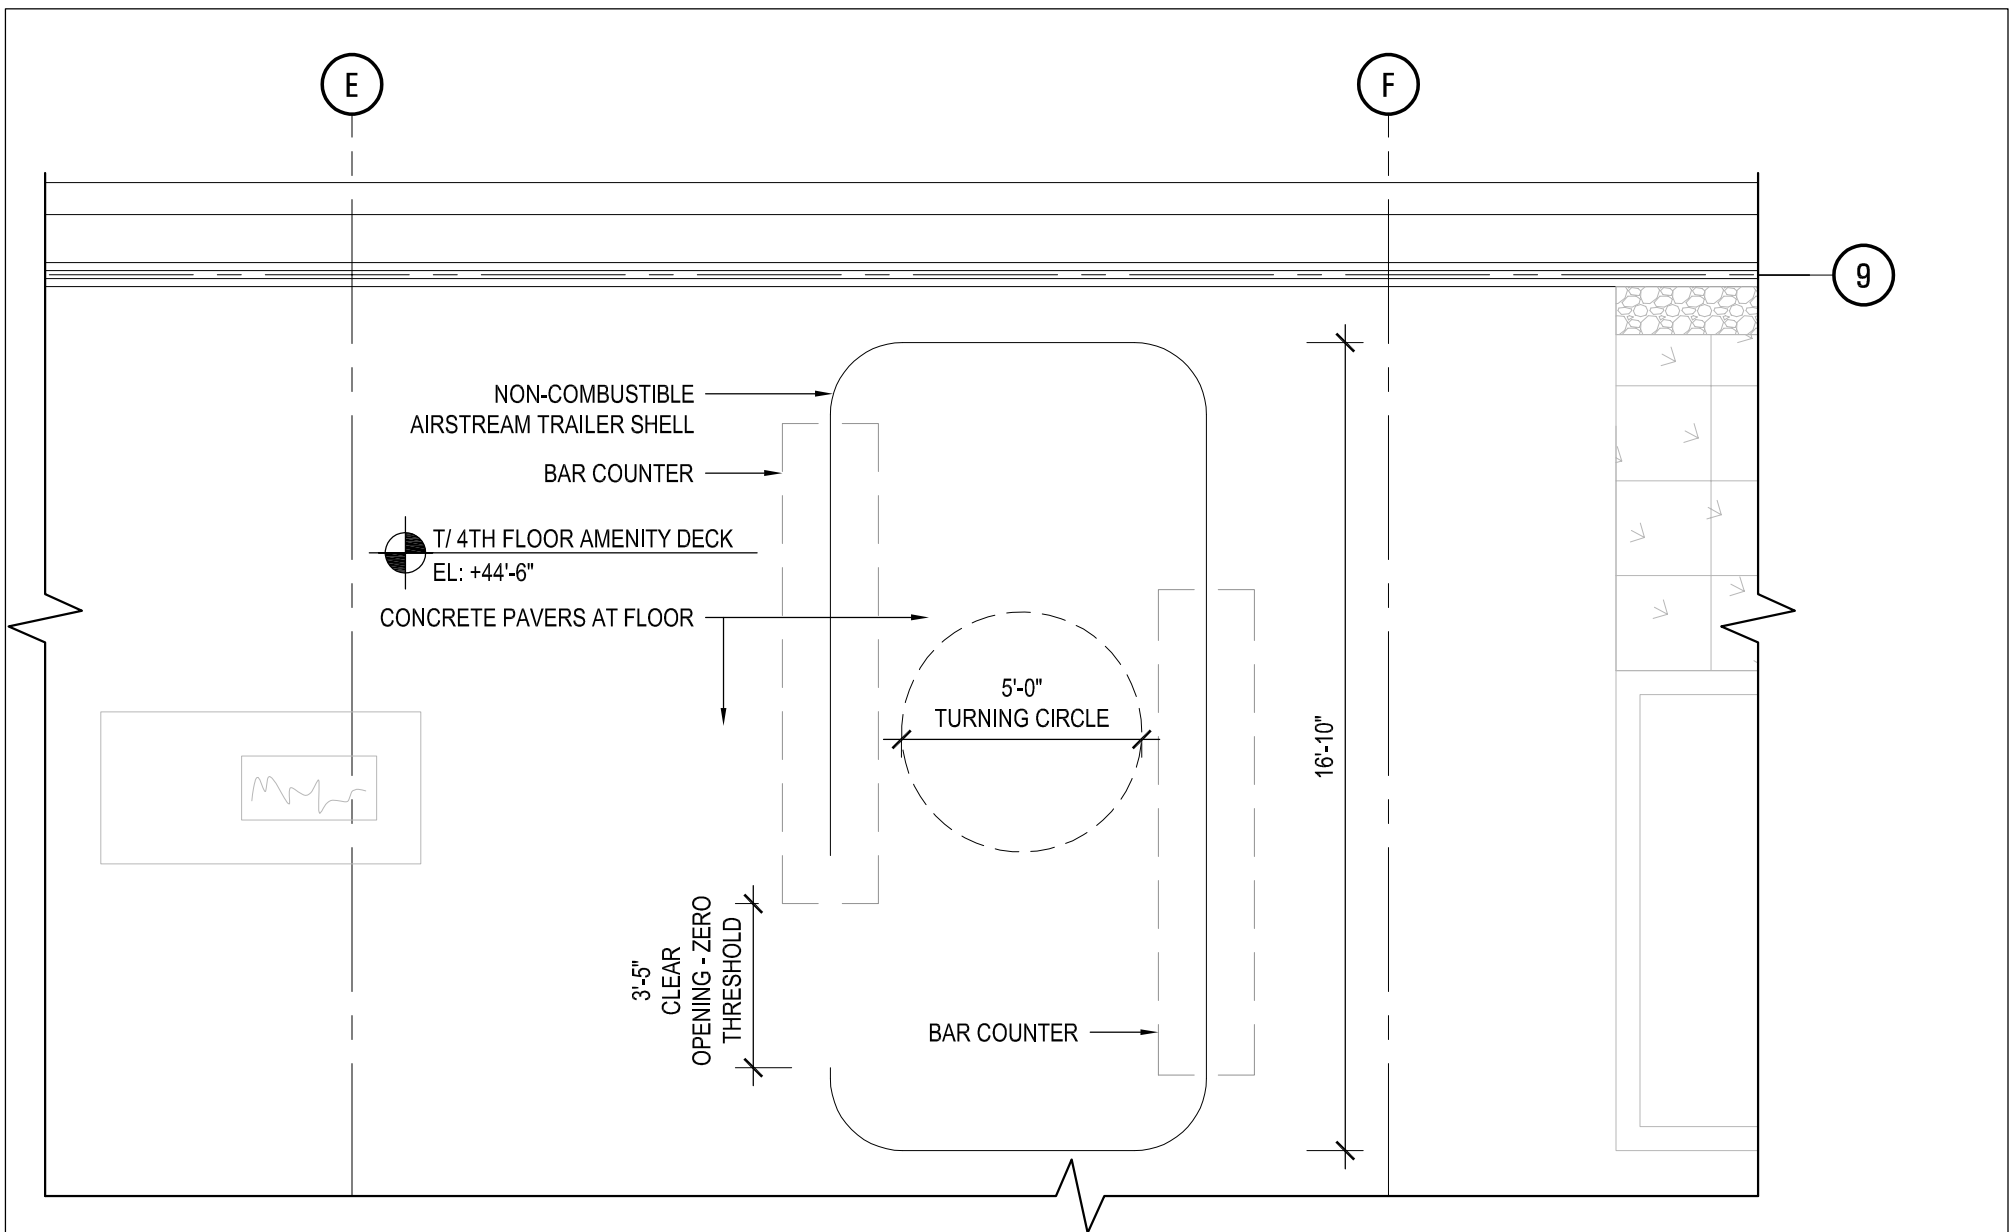 E
F
9
NON-COMBUSTIBLE
AIRSTREAM TRAILER SHELL
BAR COUNTER
T/ 4TH FLOOR AMENITY DECK
EL: +44'-6"
CONCRETE PAVERS AT FLOOR
5'-0"
TURNING CIRCLE
16'-10"
3'-5"
CLEAR
OPENING - ZERO
THRESHOLD
BAR COUNTER